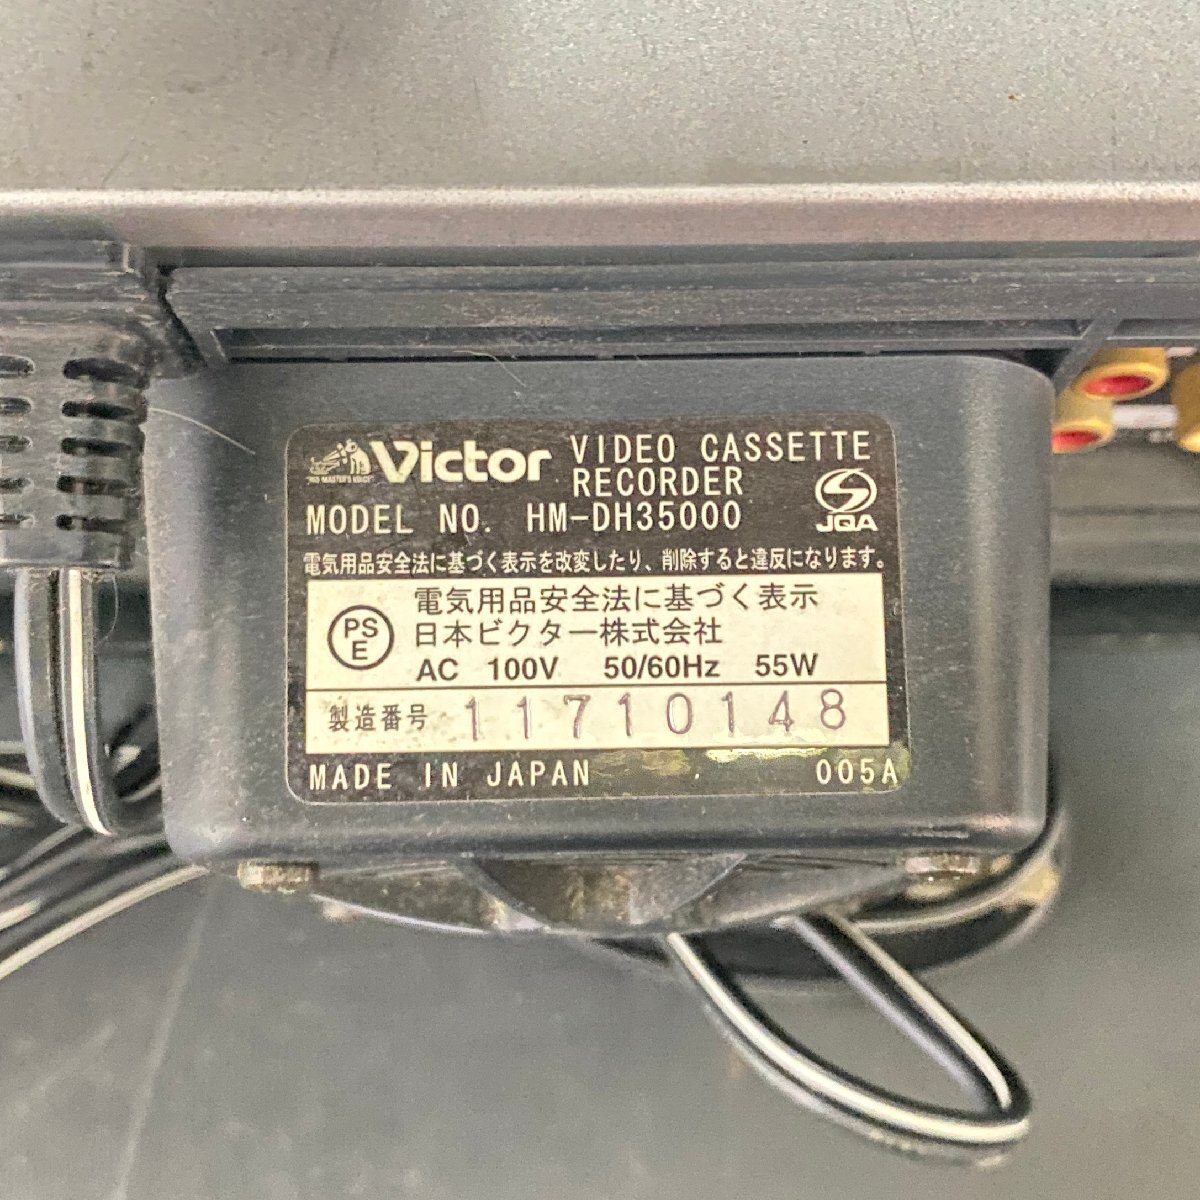 Victor VIDEO CASSETTE
"HIS MASTER'S VOICE" RECORDER
MODEL NO. HM-DH35000
JQA
電気用品安全法に基づく表示を改変したり、削除すると違反になります。
電気用品安全法に基づく表示
PS
E
日本ビクター株式会社
AC 100V 50/60Hz 55W
製造番号 11710148
MADE IN JAPAN 005A